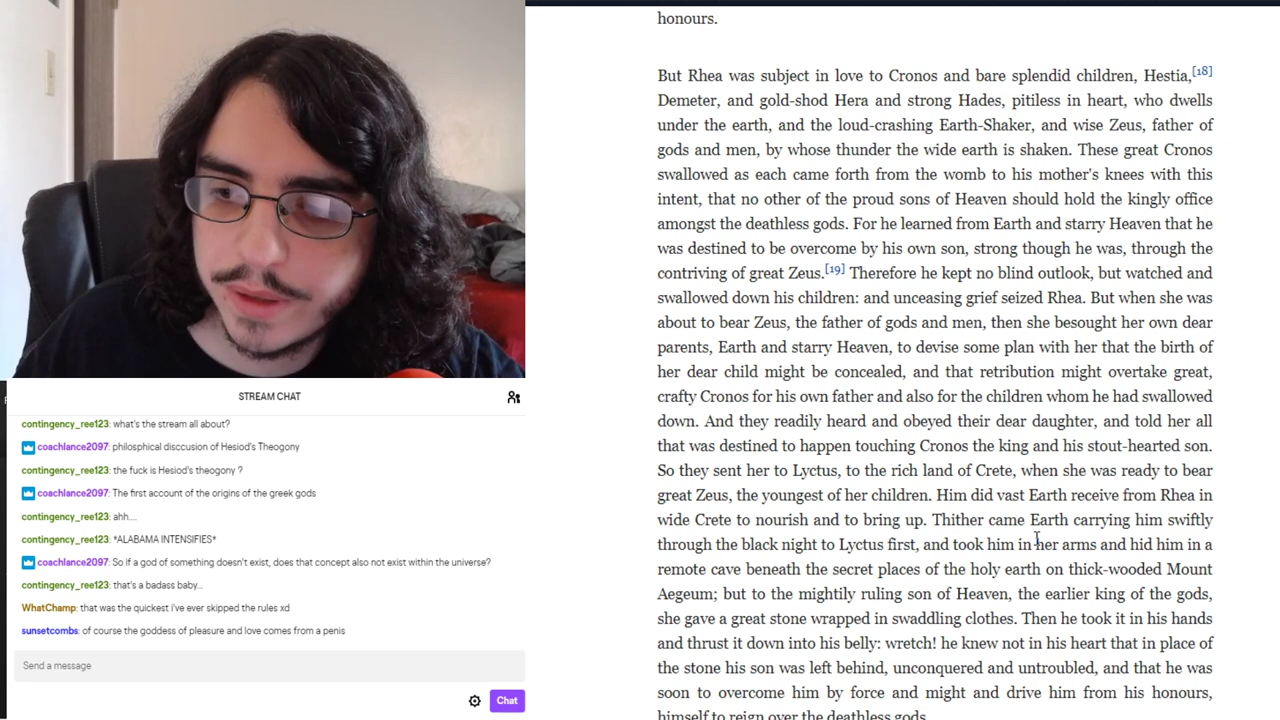 honours.
But Rhea was subject in love to Cronos and bare splendid children, Hestia,[18]
Demeter, and gold-shod Hera and strong Hades, pitiless in heart, who dwells
under the earth, and the loud-crashing Earth-Shaker, and wise Zeus, father of
gods and men, by whose thunder the wide earth is shaken. These great Cronos
swallowed as each came forth from the womb to his mother's knees with this
intent, that no other of the proud sons of Heaven should hold the kingly office
amongst the deathless gods. For he learned from Earth and starry Heaven that he
was destined to be overcome by his own son, strong though he was, through the
contriving of great Zeus.[19] Therefore he kept no blind outlook, but watched and
swallowed down his children: and unceasing grief seized Rhea. But when she was
about to bear Zeus, the father of gods and men, then she besought her own dear
parents, Earth and starry Heaven, to devise some plan with her that the birth of
her dear child might be concealed, and that retribution might overtake great,
crafty Cronos for his own father and also for the children whom he had swallowed
down. And they readily heard and obeyed their dear daughter, and told her all
that was destined to happen touching Cronos the king and his stout-hearted son.
So they sent her to Lyctus, to the rich land of Crete, when she was ready to bear
great Zeus, the youngest of her children. Him did vast Earth receive from Rhea in
wide Crete to nourish and to bring up. Thither came Earth carrying him swiftly
through the black night to Lyctus first, and took him in her arms and hid him in a
remote cave beneath the secret places of the holy earth on thick-wooded Mount
Aegeum; but to the mightily ruling son of Heaven, the earlier king of the gods,
she gave a great stone wrapped in swaddling clothes. Then he took it in his hands
and thrust it down into his belly: wretch! he knew not in his heart that in place of
the stone his son was left behind, unconquered and untroubled, and that he was
soon to overcome him by force and might and drive him from his honours,
himself to reign over the deathless gods.
STREAM CHAT
contingency_ree123: what's the stream all about?
coachlance2097: philosphical disccusion of Hesiod's Theogony
contingency_ree123: the fuck is Hesiod's theogony ?
coachlance2097: The first account of the origins of the greek gods
contingency_ree123: ahh....
contingency_ree123: *ALABAMA INTENSIFIES*
coachlance2097: So if a god of something doesn't exist, does that concept also not exist within the universe?
contingency_ree123: that's a badass baby...
WhatChamp: that was the quickest i've ever skipped the rules xd
sunsetcombs: of course the goddess of pleasure and love comes from a penis
Send a message
Chat